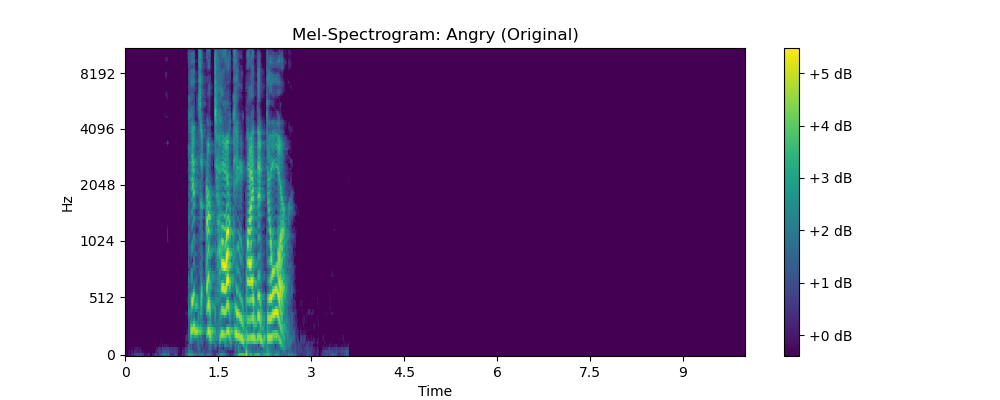 Mel-Spectrogram: Angry (Original)
8192
4096
2048
1024
512
0
Hz
0 1.5 3 4.5 6 7.5 9
Time
+5 dB
+4 dB
+3 dB
+2 dB
+1 dB
+0 dB